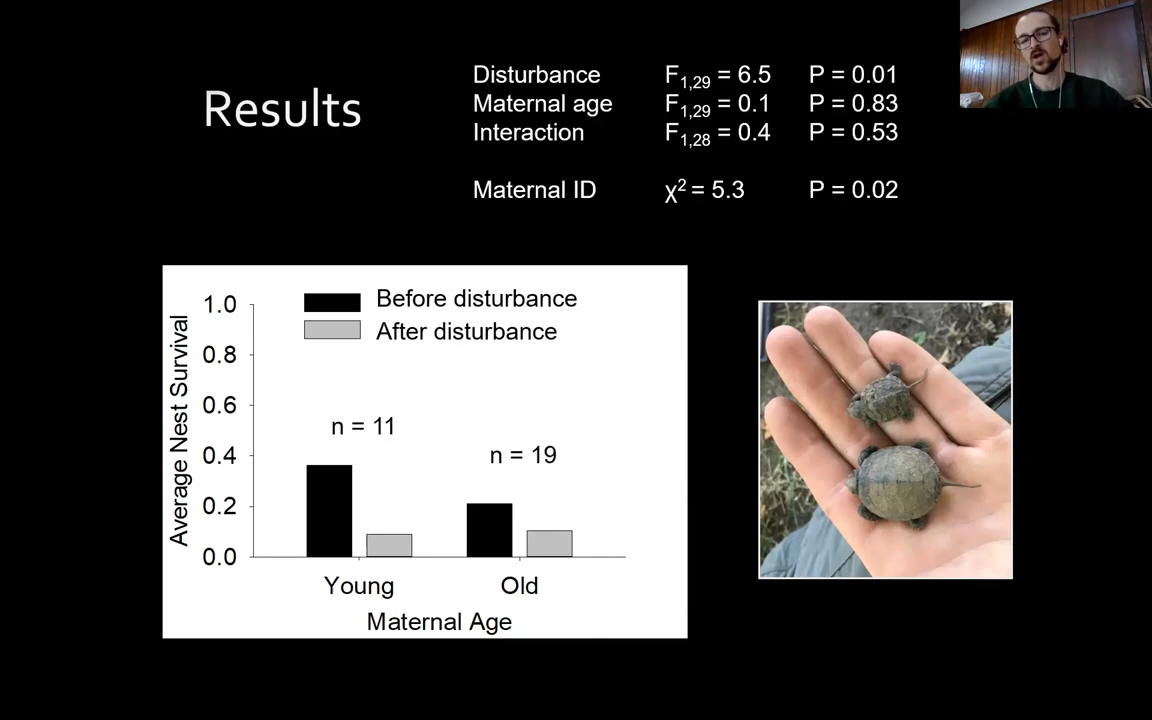 Results
Disturbance F1,29 = 6.5 P = 0.01
Maternal age F1,29 = 0.1 P = 0.83
Interaction F1,28 = 0.4 P = 0.53
Maternal ID χ2 = 5.3 P = 0.02
Before disturbance
After disturbance
Average Nest Survival
1.0
0.8
0.6
0.4
0.2
0.0
n = 11
n = 19
Young Old
Maternal Age